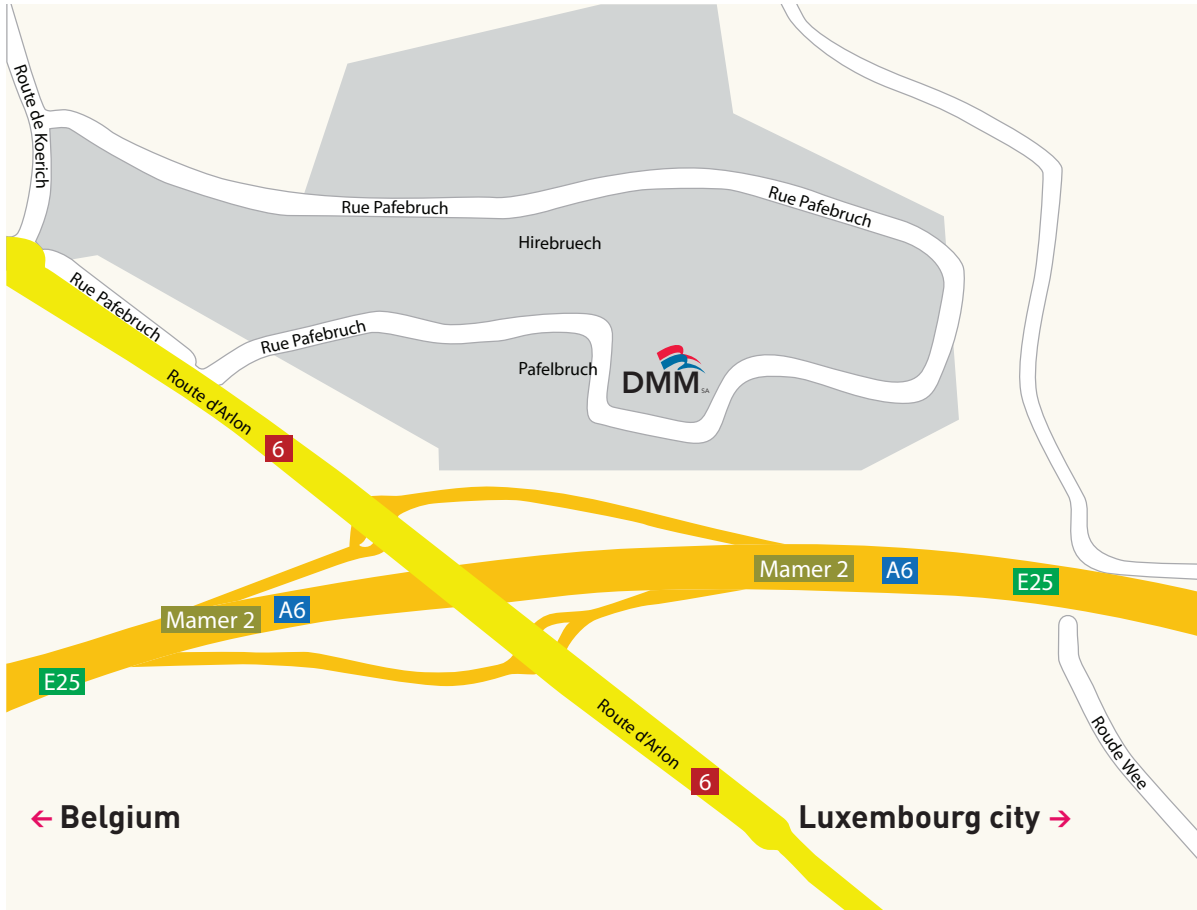 Route de Koerich
Rue Pafebruch
Rue Pafebruch
Hirebruech
Rue Pafebruch
Rue Pafebruch
Pafelbruch
DMM SA
Route d'Arlon
6
Mamer 2
A6
E25
Mamer 2
A6
E25
Route d'Arlon
6
Roude Wee
← Belgium
Luxembourg city →